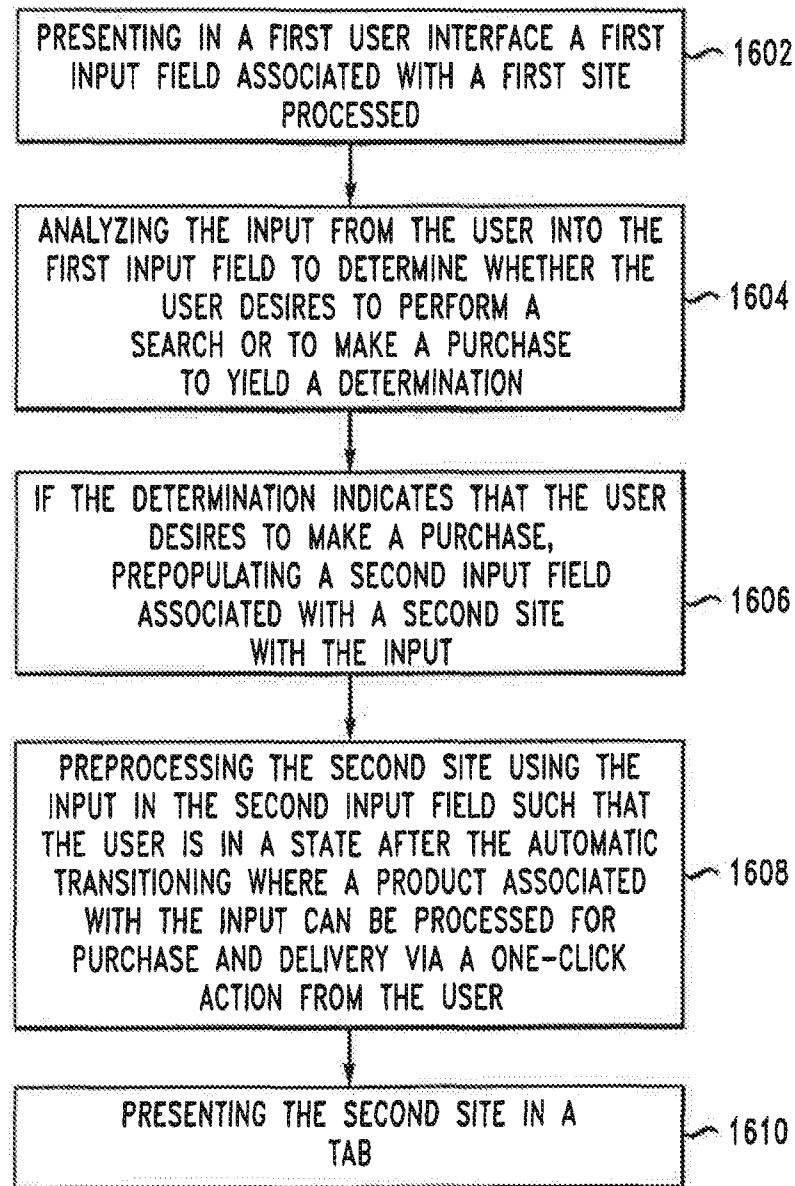 PRESENTING IN A FIRST USER INTERFACE A FIRST
INPUT FIELD ASSOCIATED WITH A FIRST SITE
PROCESSED
1602
ANALYZING THE INPUT FROM THE USER INTO THE
FIRST INPUT FIELD TO DETERMINE WHETHER THE
USER DESIRES TO PERFORM A
SEARCH OR TO MAKE A PURCHASE
TO YIELD A DETERMINATION
1604
IF THE DETERMINATION INDICATES THAT THE USER
DESIRES TO MAKE A PURCHASE,
PREPOPULATING A SECOND INPUT FIELD
ASSOCIATED WITH A SECOND SITE
WITH THE INPUT
1606
PREPROCESSING THE SECOND SITE USING THE
INPUT IN THE SECOND INPUT FIELD SUCH THAT
THE USER IS IN A STATE AFTER THE AUTOMATIC
TRANSITIONING WHERE A PRODUCT ASSOCIATED
WITH THE INPUT CAN BE PROCESSED FOR
PURCHASE AND DELIVERY VIA A ONE-CLICK
ACTION FROM THE USER
1608
PRESENTING THE SECOND SITE IN A
TAB
1610